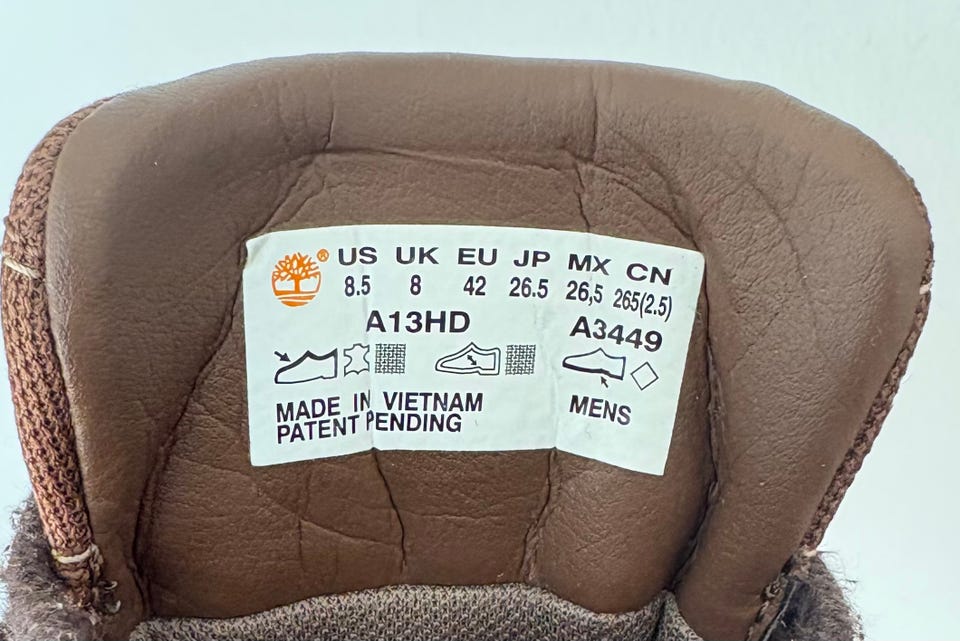 ® US UK EU JP MX CN
8.5 8 42 26.5 26,5 265(2.5)
A13HD A3449
MADE IN VIETNAM MENS
PATENT PENDING